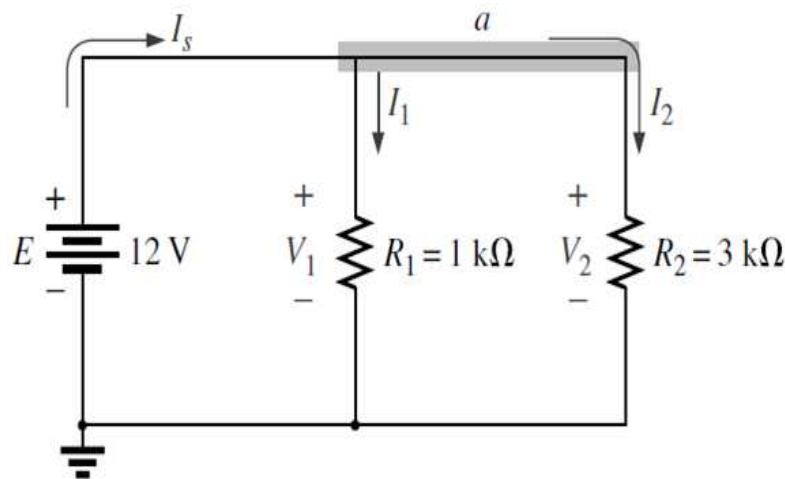 a
I_s
I_1
I_2
+
+
+
E
12 V
V_1
R_1 = 1 kΩ
V_2
R_2 = 3 kΩ
−
−
−